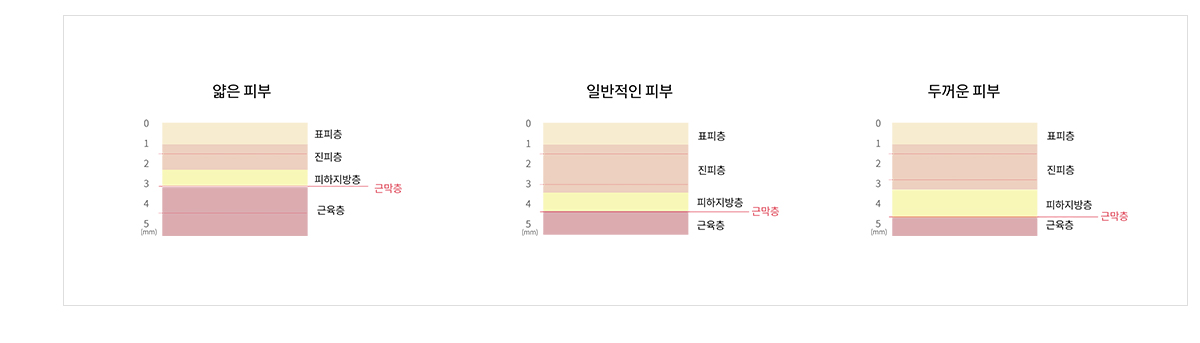 얇은 피부
0
1
2
3
4
5
(mm)
표피층
진피층
피하지방층
근막층
근육층
일반적인 피부
0
1
2
3
4
5
(mm)
표피층
진피층
피하지방층
근막층
근육층
두꺼운 피부
0
1
2
3
4
5
(mm)
표피층
진피층
피하지방층
근막층
근육층